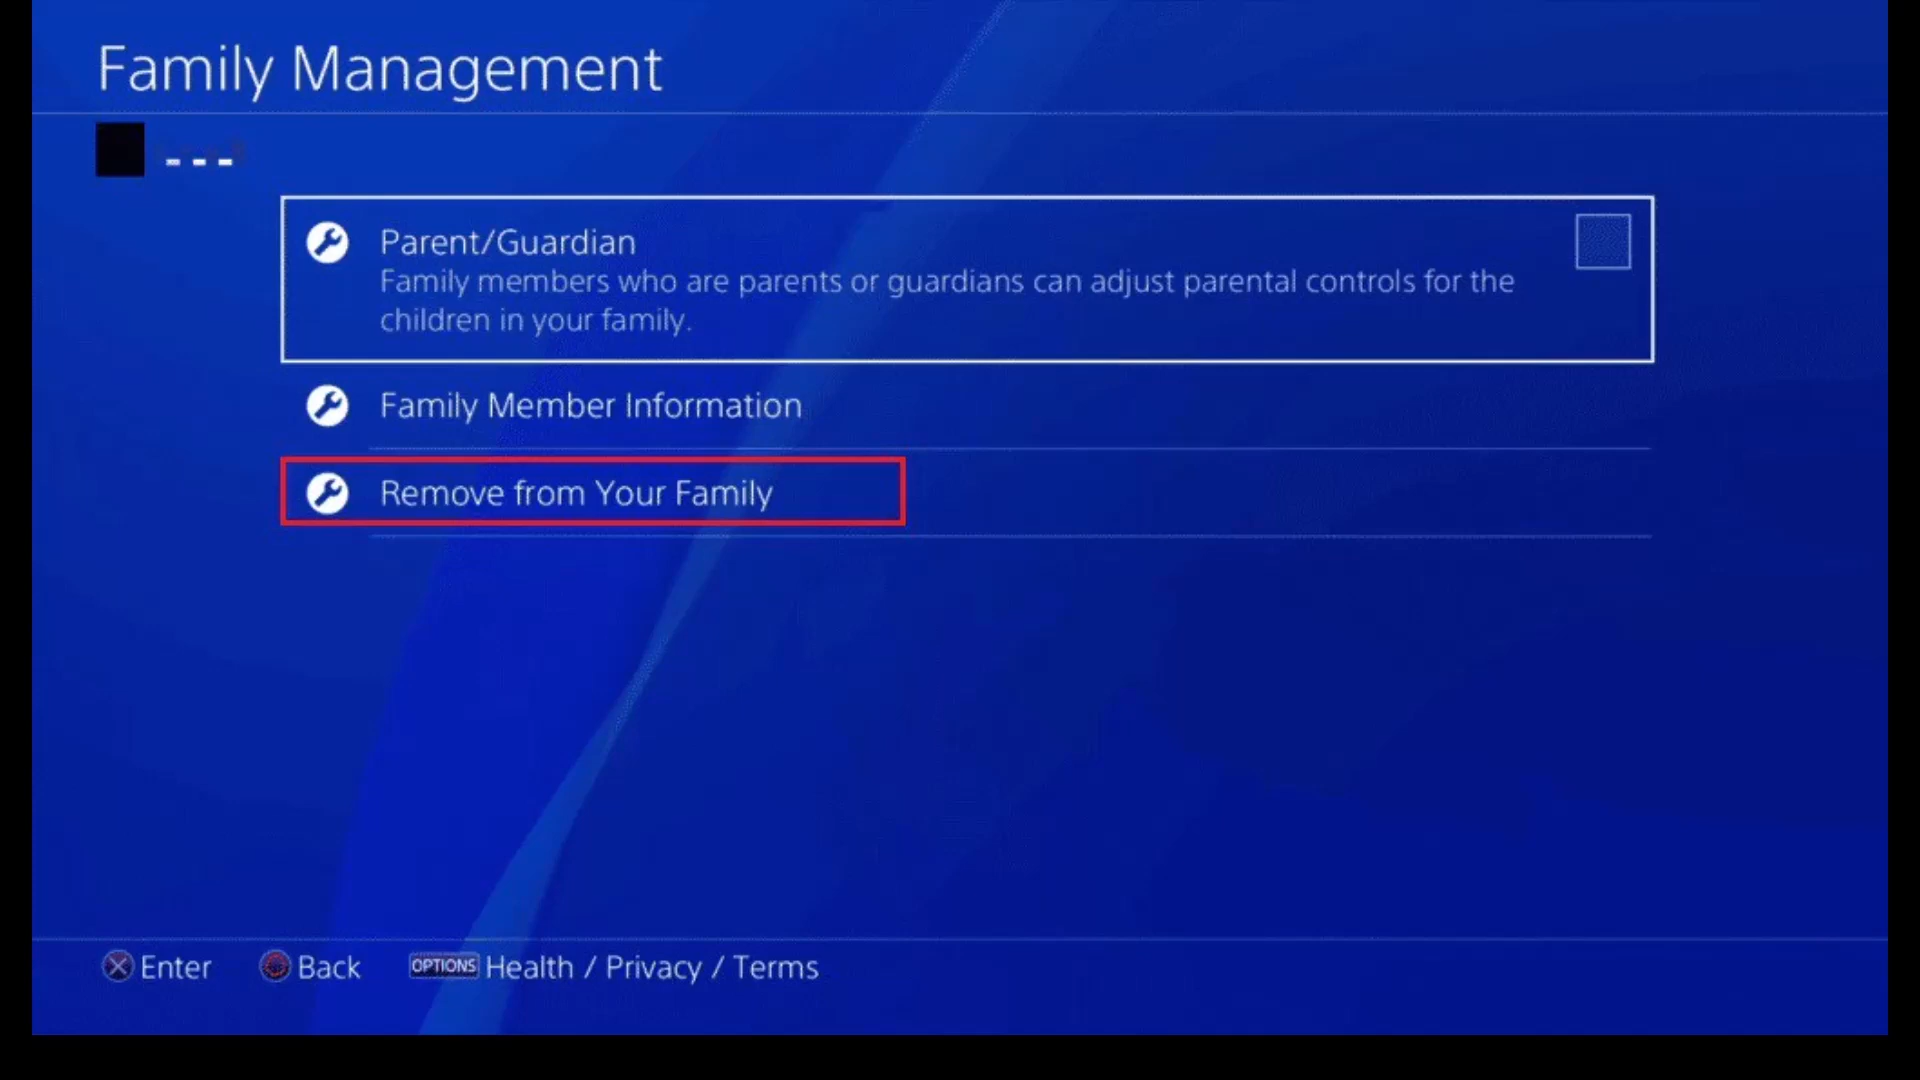 Family Management
---
Parent/Guardian
Family members who are parents or guardians can adjust parental controls for the
children in your family.
Family Member Information
Remove from Your Family
Enter Back OPTIONS Health / Privacy / Terms